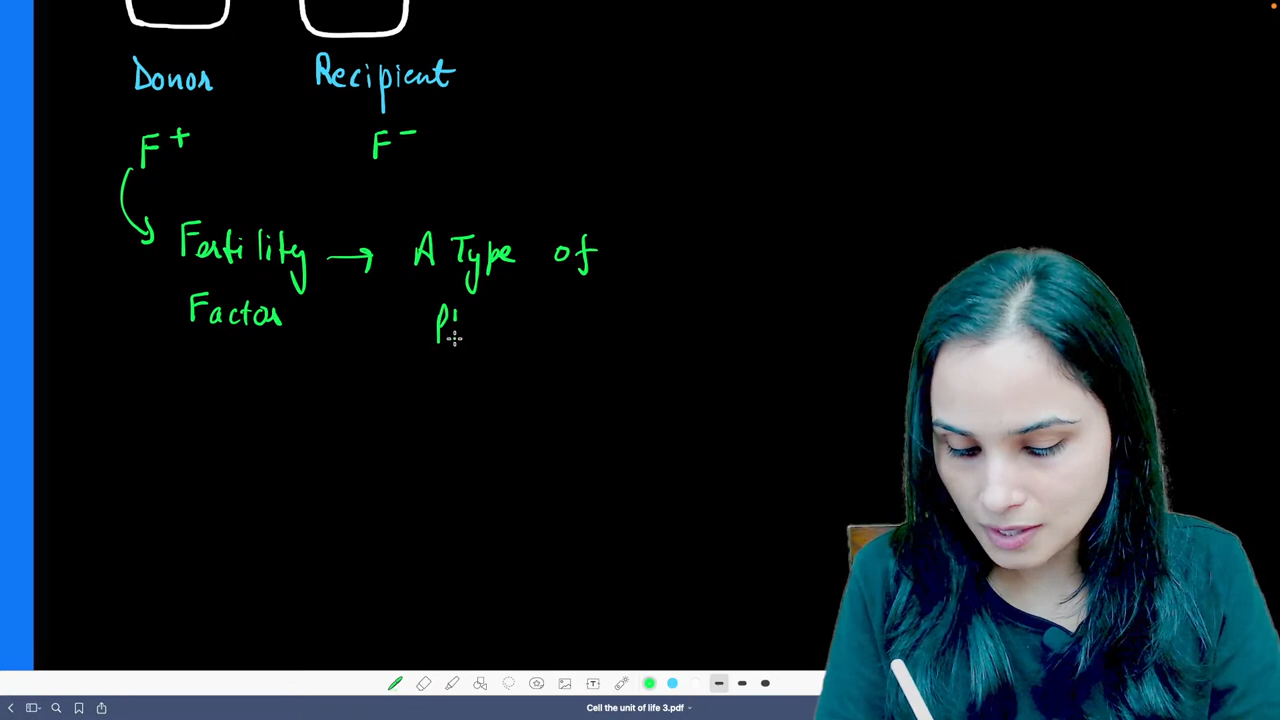 Donor Recipient
F+ F-
Fertility → A Type of
Factor
Cell the unit of life 3.pdf